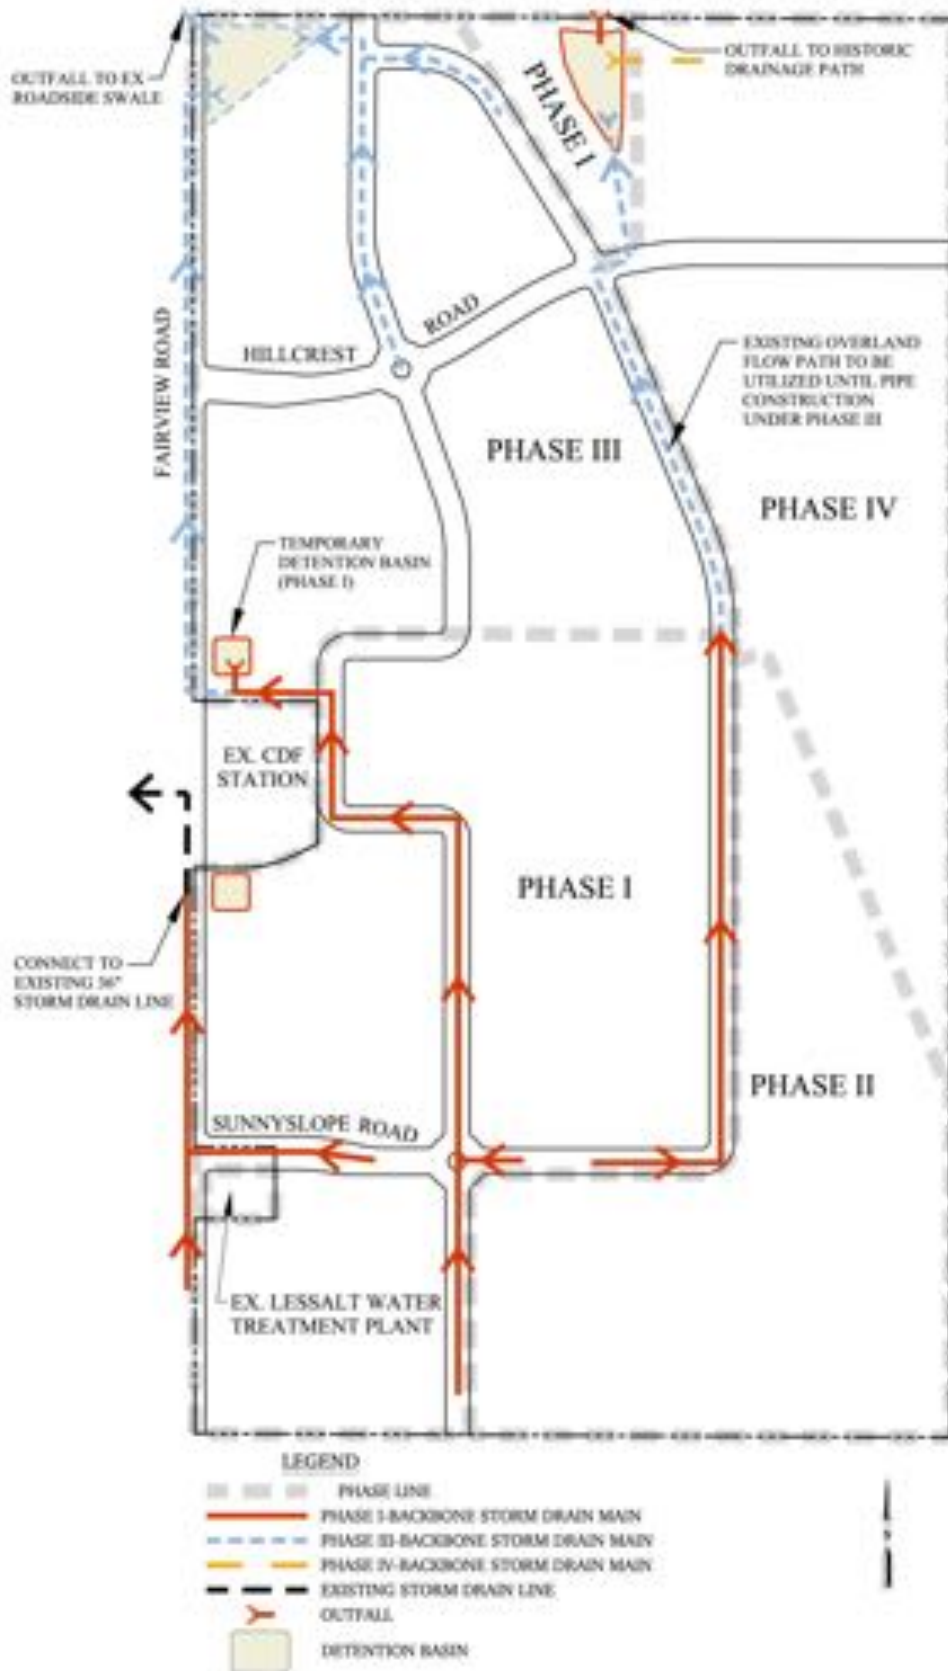 OUTFALL TO EX
ROADSIDE SWALE
OUTFALL TO HISTORIC
DRAINAGE PATH
PHASE I
FAIRVIEW ROAD
HILLCREST
ROAD
EXISTING OVERLAND
FLOW PATH TO BE
UTILIZED UNTIL PIPE
CONSTRUCTION
UNDER PHASE III
PHASE III
PHASE IV
TEMPORARY
DETENTION BASIN
(PHASE I)
EX. CDF
STATION
PHASE I
CONNECT TO
EXISTING 36"
STORM DRAIN LINE
PHASE II
SUNNYSLOPE ROAD
EX. LESSALT WATER
TREATMENT PLANT
LEGEND
PHASE LINE
PHASE I-BACKBONE STORM DRAIN MAIN
PHASE III-BACKBONE STORM DRAIN MAIN
PHASE IV-BACKBONE STORM DRAIN MAIN
EXISTING STORM DRAIN LINE
OUTFALL
DETENTION BASIN